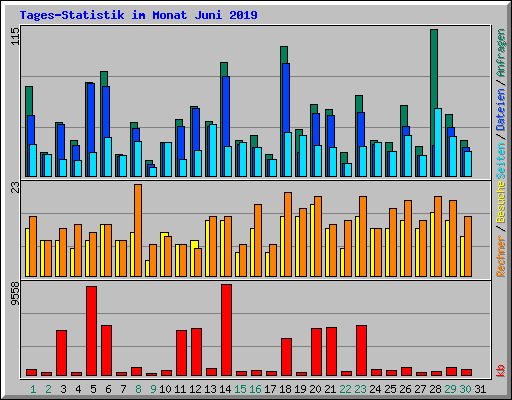 Tages-Statistik im Monat Juni 2019
115
23
9558
Rechner / Besuche Seiten / Dateien / Anfragen
kb
1 2 3 4 5 6 7 8 9 10 11 12 13 14 15 16 17 18 19 20 21 22 23 24 25 26 27 28 29 30 31